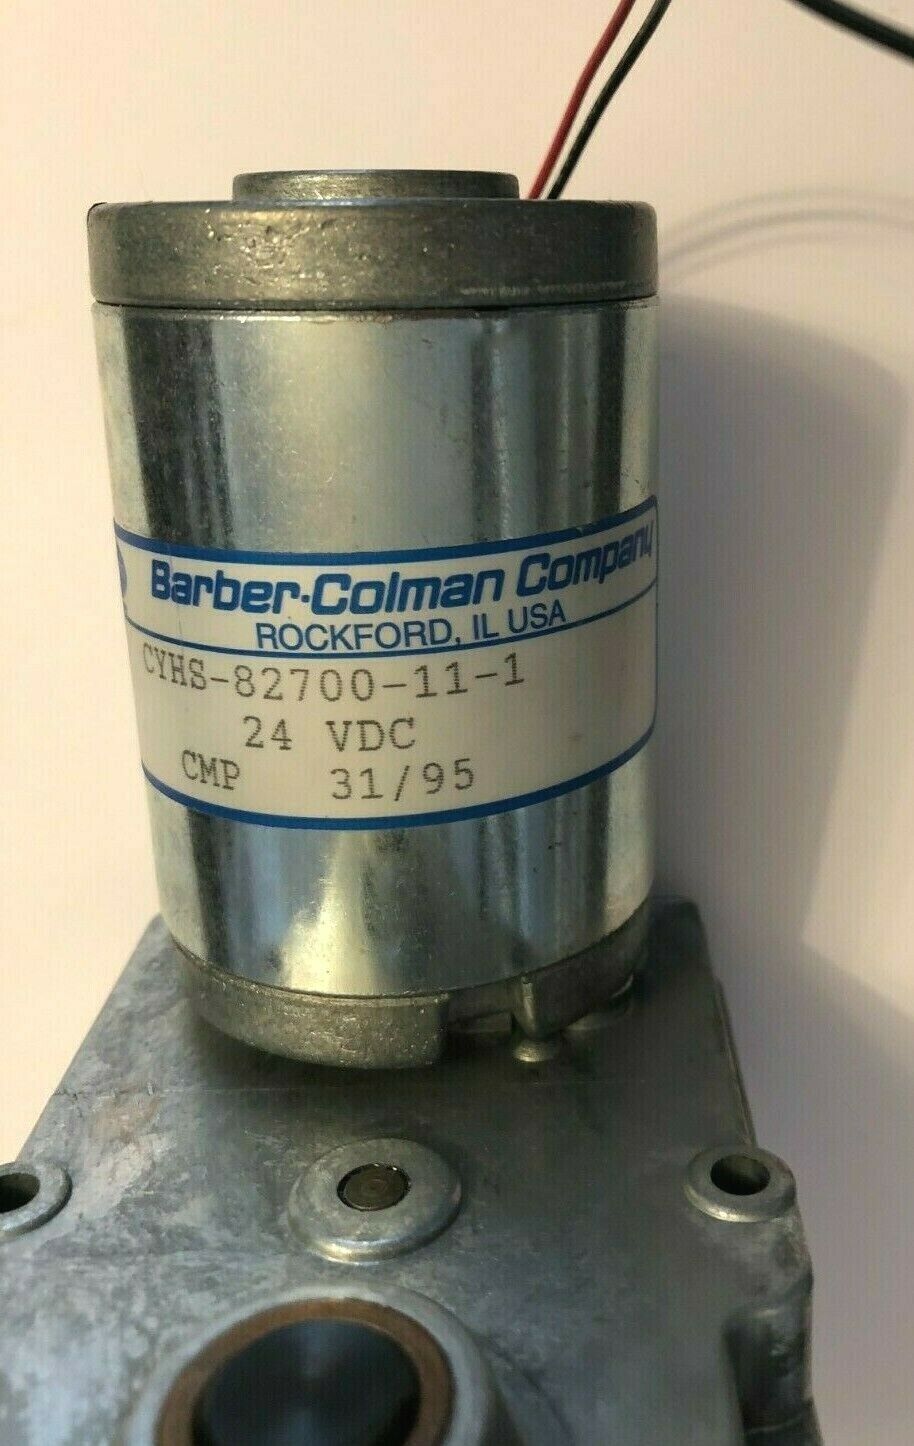 Barber-Colman Company
ROCKFORD, IL USA
CYHS-82700-11-1
24 VDC
CMP 31/95